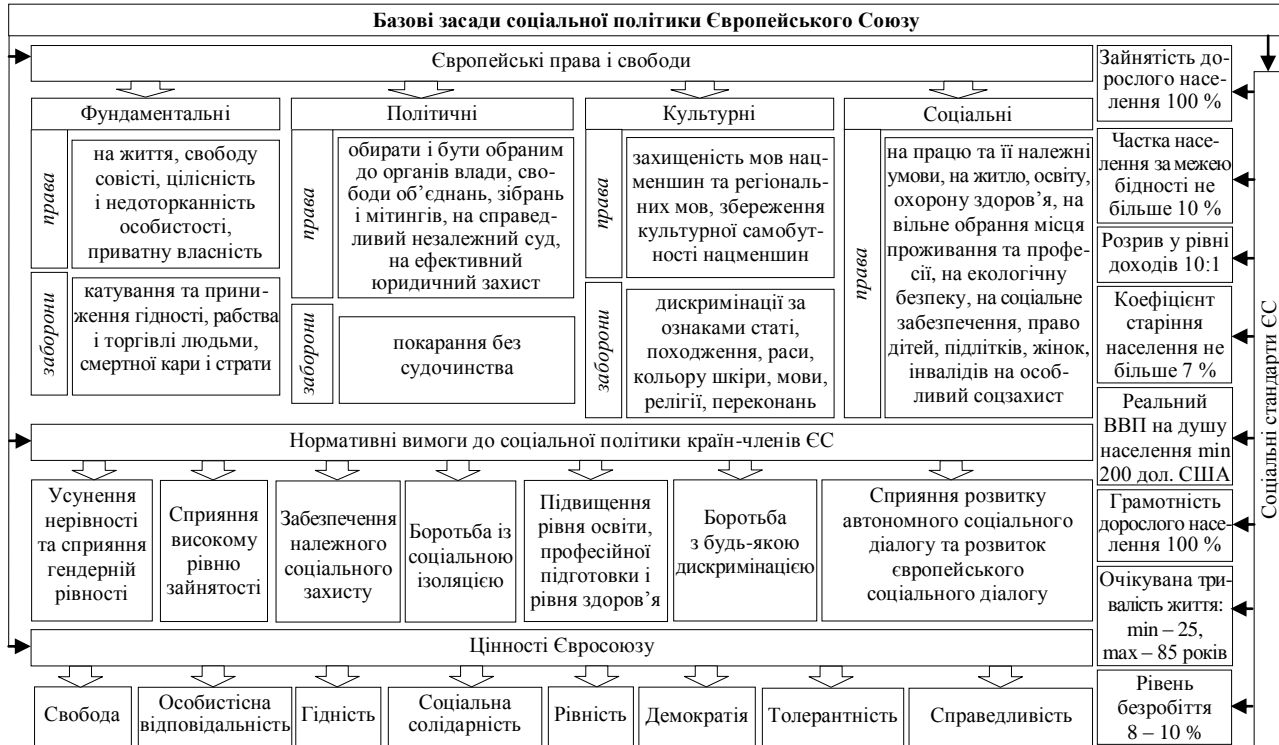 Базові засади соціальної політики Європейського Союзу
Європейські права і свободи
Фундаментальні
права
на життя, свободу
совісті, цілісність
і недоторканність
особистості,
приватну власність
заборони
катування та прини-
ження гідності, рабства
і торгівлі людьми,
смертної кари і страти
Політичні
права
обирати і бути обраним
до органів влади, сво-
боди об’єднань, зібрань
і мітингів, на справед-
ливий незалежний суд,
на ефективний
юридичний захист
заборони
покарання без
судочинства
Культурні
права
захищеність мов нац-
меншин та регіональ-
них мов, збереження
культурної самобут-
ності нацменшин
заборони
дискримінації за
ознаками статі,
походження, раси,
кольору шкіри, мови,
релігії, переконань
Соціальні
права
на працю та її належні
умови, на житло, освіту,
охорону здоров’я, на
вільне обрання місця
проживання та профе-
сії, на екологічну
безпеку, на соціальне
забезпечення, право
дітей, підлітків, жінок,
інвалідів на особ-
ливий соцзахист
Нормативні вимоги до соціальної політики країн-членів ЄС
Усунення
нерівності
та сприяння
гендерній
рівності
Сприяння
високому
рівню
зайнятості
Забезпечення
належного
соціального
захисту
Боротьба із
соціальною
ізоляцією
Підвищення
рівня освіти,
професійної
підготовки і
рівня здоров’я
Боротьба
з будь-якою
дискримінацією
Сприяння розвитку
автономного соціального
діалогу та розвиток
європейського
соціального діалогу
Цінності Євросоюзу
Свобода
Особистісна
відповідальність
Гідність
Соціальна
солідарність
Рівність
Демократія
Толерантність
Справедливість
Соціальні стандарти ЄС
Зайнятість до-
рослого насе-
лення 100 %
Частка насе-
лення за межею
бідності не
більше 10 %
Розрив у рівні
доходів 10:1
Коефіцієнт
старіння
населення не
більше 7 %
Реальний
ВВП на душу
населення min
200 дол. США
Грамотність
дорослого насе-
лення 100 %
Очікувана три-
валість життя:
min – 25,
max – 85 років
Рівень
безробіття
8 – 10 %